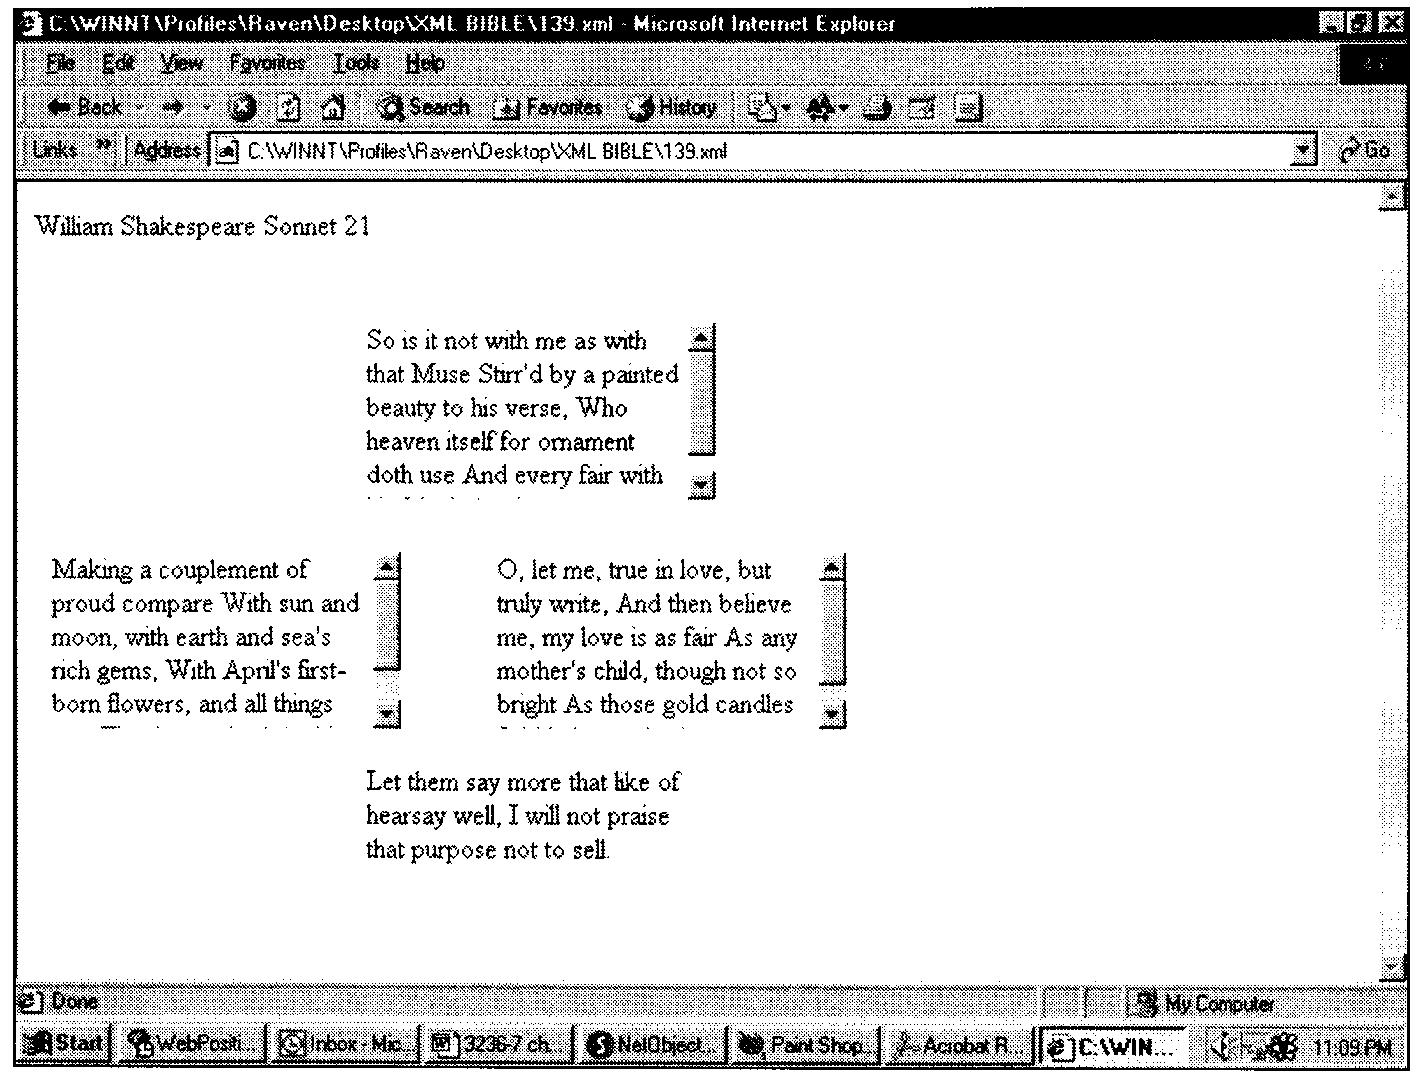 C:\WINNT\Profiles\Raven\Desktop\XML BIBLE\139.xml - Microsoft Internet Explorer
File Edit View Favorites Tools Help
Back Search Favorites History
Links » Address C:\WINNT\Profiles\Raven\Desktop\XML BIBLE\139.xml Go
William Shakespeare Sonnet 21
So is it not with me as with
that Muse Stirr'd by a painted
beauty to his verse, Who
heaven itself for ornament
doth use And every fair with
Making a couplement of
proud compare With sun and
moon, with earth and sea's
rich gems, With April's first-
born flowers, and all things
O, let me, true in love, but
truly write, And then believe
me, my love is as fair As any
mother's child, though not so
bright As those gold candles
Let them say more that like of
hearsay well, I will not praise
that purpose not to sell.
Done My Computer
Start WebPositi... Inbox - Mic... 3236-7 ch... NetObject... Paint Shop... Acrobat R... C:\WIN... 11:09 PM